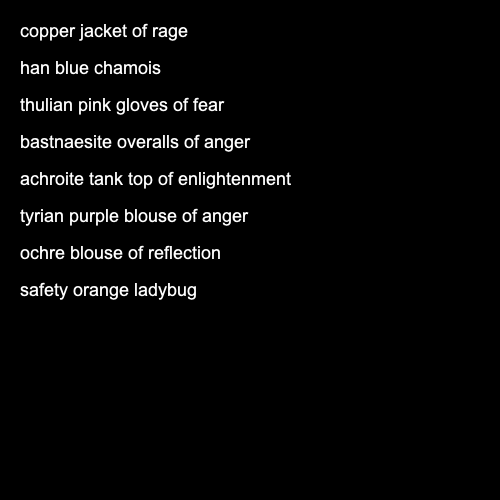 copper jacket of rage
han blue chamois
thulian pink gloves of fear
bastnaesite overalls of anger
achroite tank top of enlightenment
tyrian purple blouse of anger
ochre blouse of reflection
safety orange ladybug